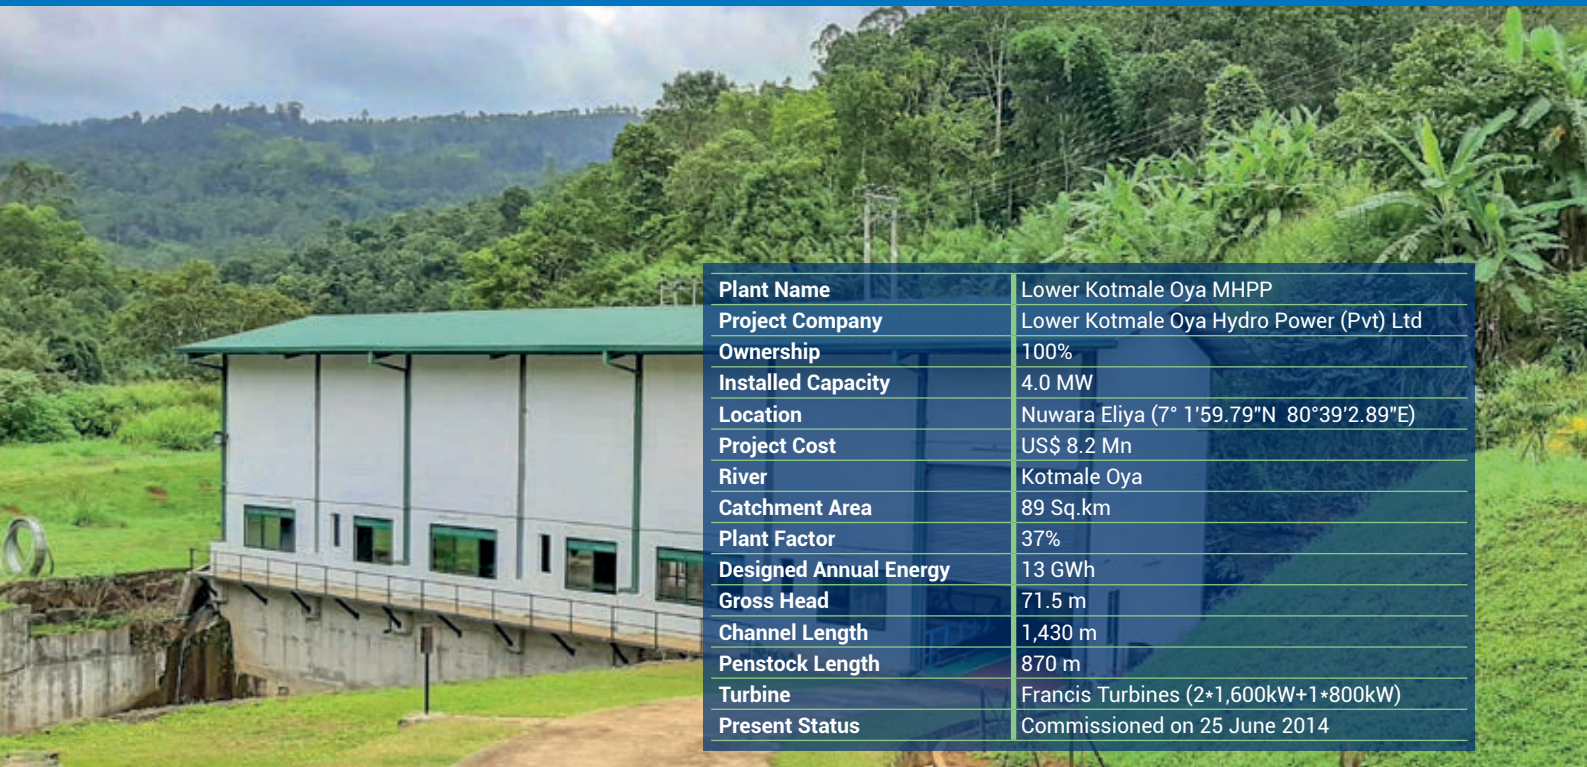 Plant Name Lower Kotmale Oya MHPP
Project Company Lower Kotmale Oya Hydro Power (Pvt) Ltd
Ownership 100%
Installed Capacity 4.0 MW
Location Nuwara Eliya (7° 1'59.79"N 80°39'2.89"E)
Project Cost US$ 8.2 Mn
River Kotmale Oya
Catchment Area 89 Sq.km
Plant Factor 37%
Designed Annual Energy 13 GWh
Gross Head 71.5 m
Channel Length 1,430 m
Penstock Length 870 m
Turbine Francis Turbines (2*1,600kW+1*800kW)
Present Status Commissioned on 25 June 2014